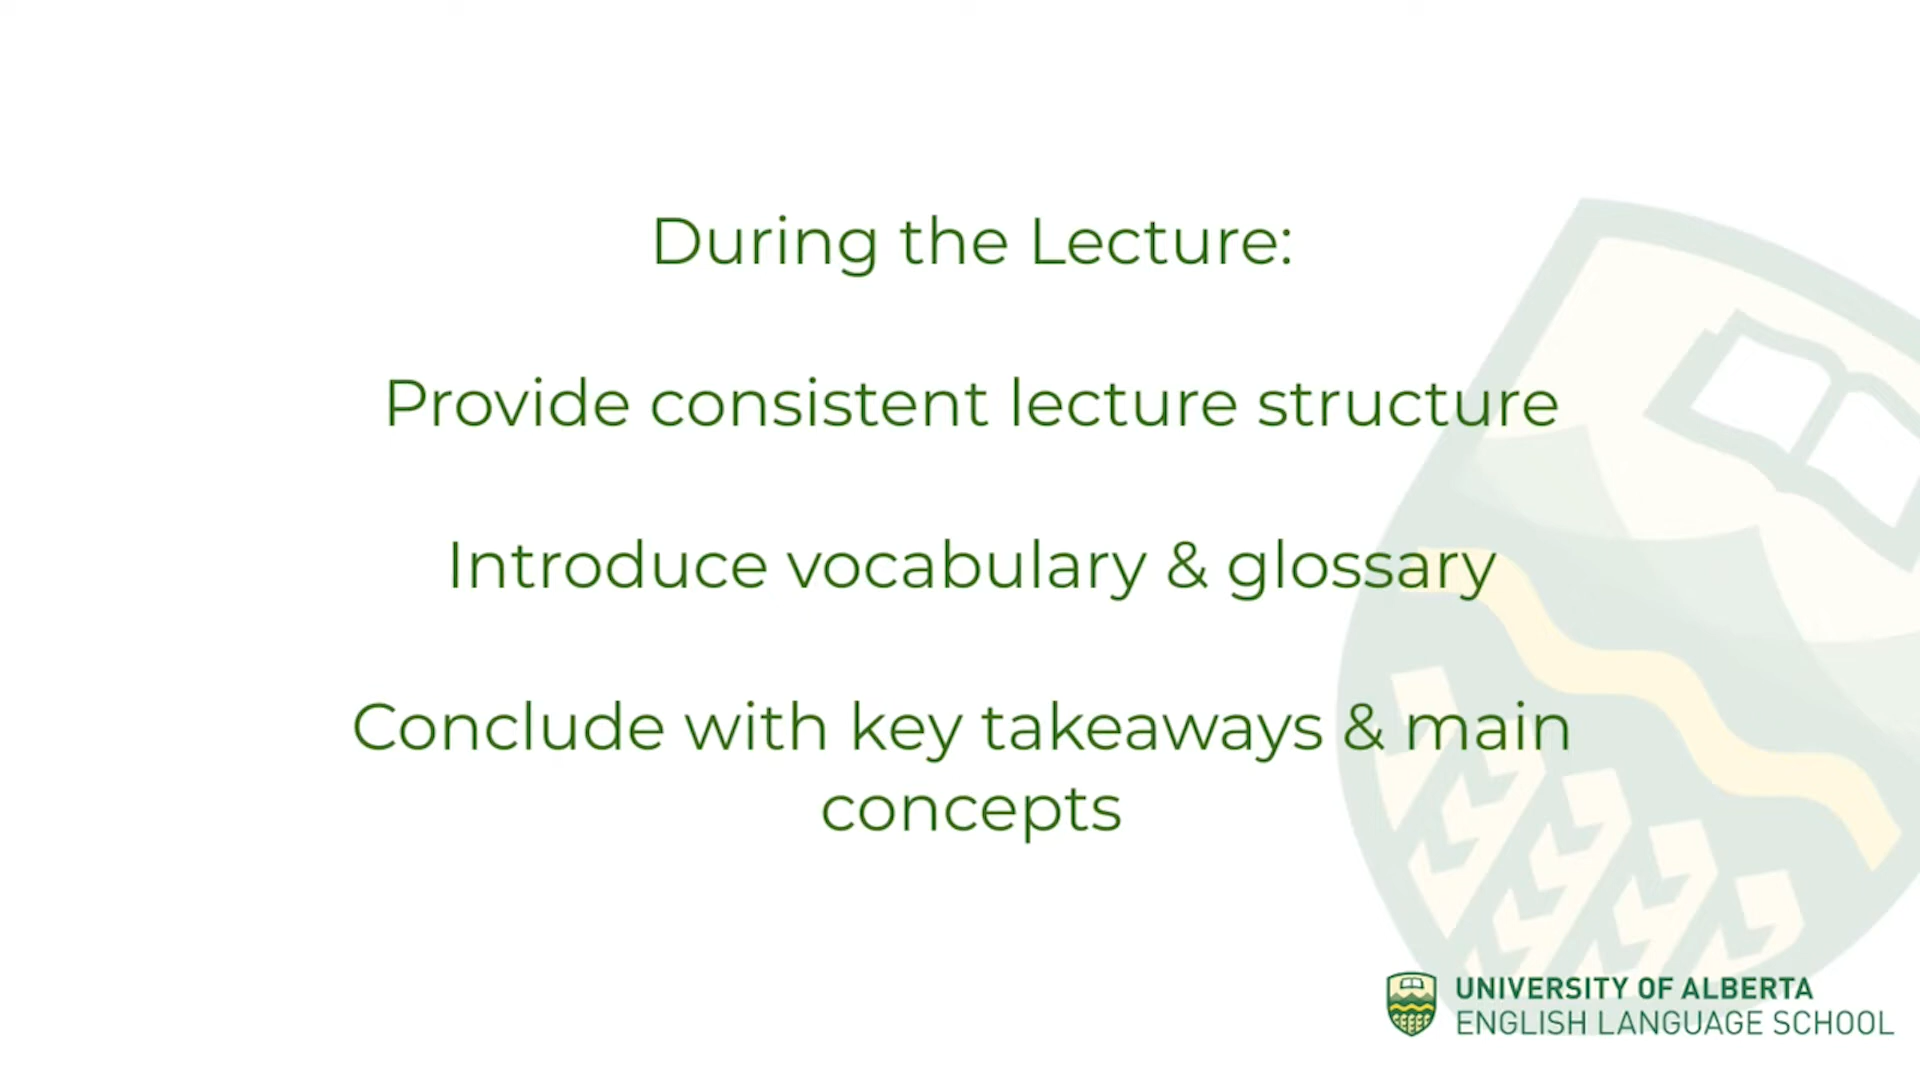 During the Lecture:
Provide consistent lecture structure
Introduce vocabulary & glossary
Conclude with key takeaways & main
concepts
UNIVERSITY OF ALBERTA
ENGLISH LANGUAGE SCHOOL